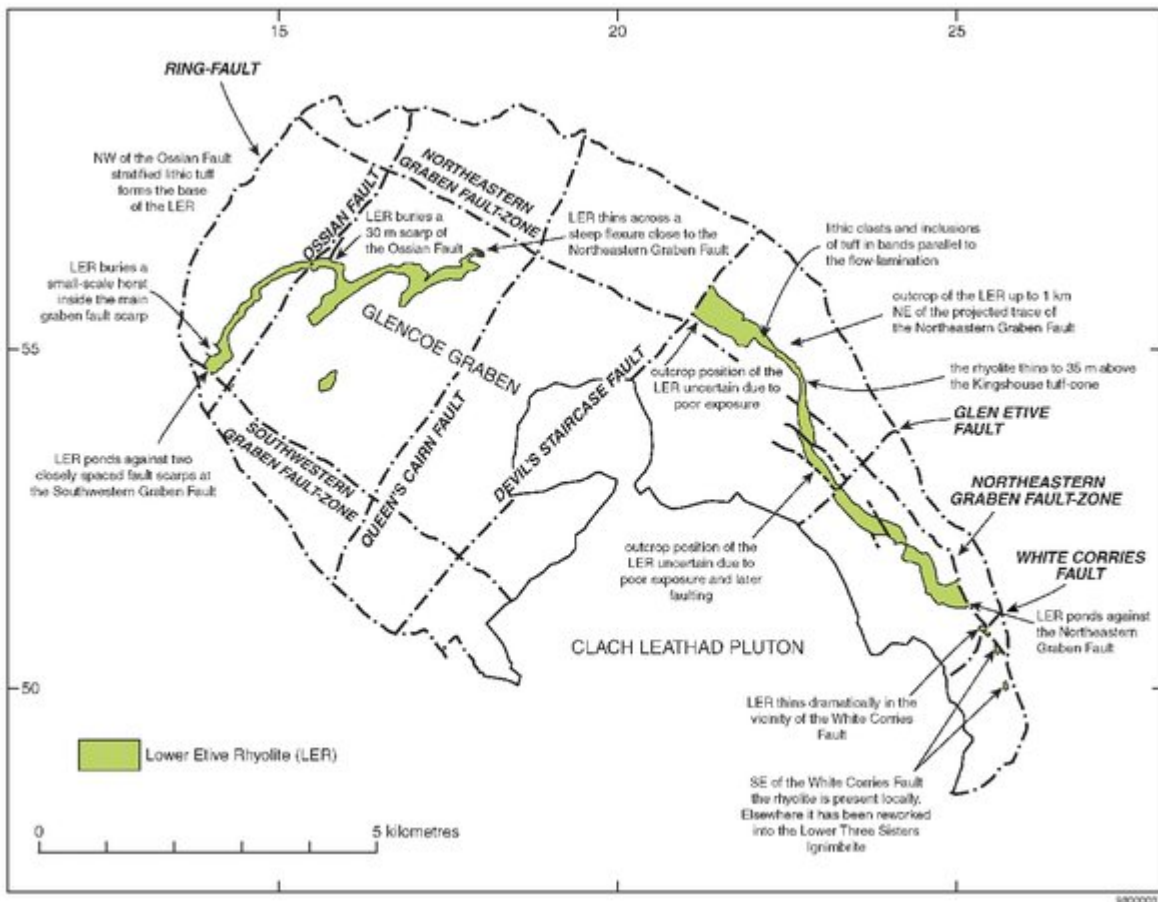 15
20
25
RING-FAULT
NW of the Ossian Fault
stratified lithic tuff
forms the base
of the LER
OSSIAN FAULT
NORTHEASTERN
GRABEN FAULT-ZONE
LER buries a
30 m scarp of
the Ossian Fault
LER thins across a
steep flexure close to the
Northeastern Graben Fault
lithic clasts and inclusions
of tuff in bands parallel to
the flow-lamination
LER buries a
small-scale horst
inside the main
graben fault scarp
GLENCOE GRABEN
outcrop of the LER up to 1 km
NE of the projected trace of
the Northeastern Graben Fault
55
outcrop position of the
LER uncertain due to
poor exposure
the rhyolite thins to 35 m above
the Kingshouse tuff-cone
GLEN ETIVE
FAULT
LER ponds against two
closely spaced fault scarps at
the Southwestern Graben Fault
SOUTHWESTERN
GRABEN FAULT-ZONE
QUEEN'S CAIRN FAULT
DEVIL'S STAIRCASE FAULT
NORTHEASTERN
GRABEN FAULT-ZONE
outcrop position of the
LER uncertain due to
poor exposure and later
faulting
WHITE CORRIES
FAULT
LER ponds against
the Northeastern
Graben Fault
CLACH LEATHAD PLUTON
50
LER thins dramatically in the
vicinity of the White Corries
Fault
Lower Etive Rhyolite (LER)
SE of the White Corries Fault
the rhyolite is present locally.
Elsewhere it has been reworked
into the Lower Three Sisters
Ignimbrite
0
5 kilometres